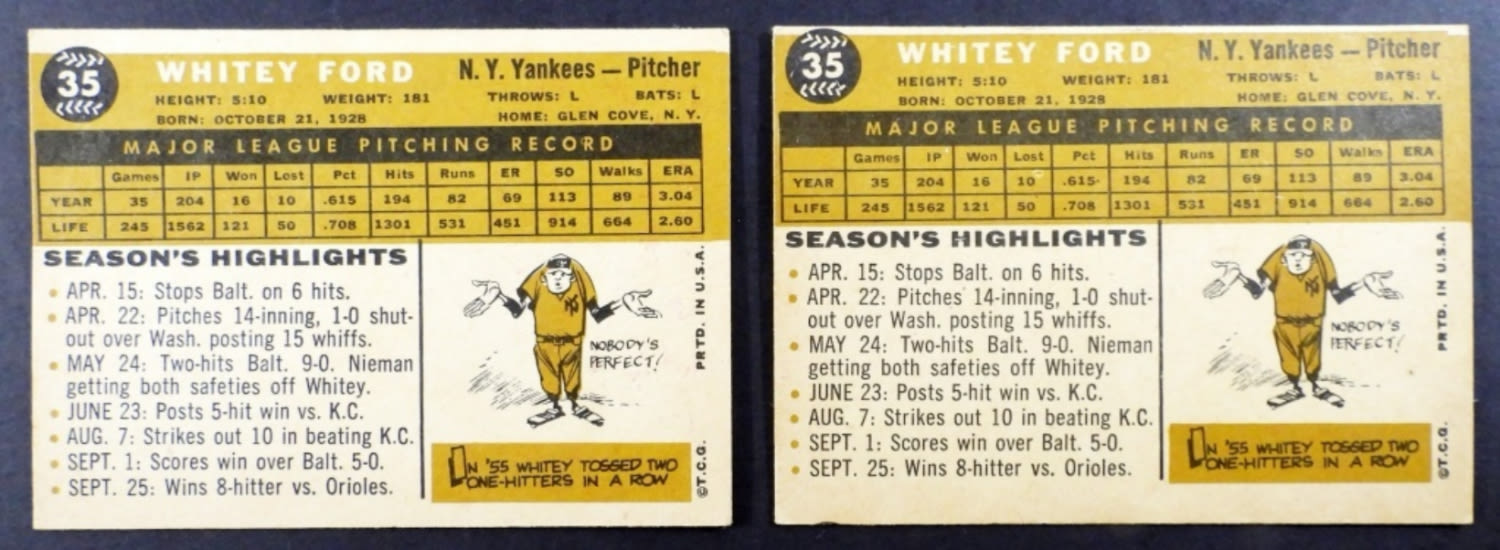 35
WHITEY FORD
N. Y. Yankees — Pitcher
HEIGHT: 5:10 WEIGHT: 181 THROWS: L BATS: L
BORN: OCTOBER 21, 1928 HOME: GLEN COVE, N. Y.
MAJOR LEAGUE PITCHING RECORD
Games IP Won Lost Pct Hits Runs ER SO Walks ERA
YEAR 35 204 16 10 .615 194 82 69 113 89 3.04
LIFE 245 1562 121 50 .708 1301 531 451 914 664 2.60
SEASON'S HIGHLIGHTS
• APR. 15: Stops Balt. on 6 hits.
• APR. 22: Pitches 14-inning, 1-0 shut-
out over Wash. posting 15 whiffs.
• MAY 24: Two-hits Balt. 9-0. Nieman
getting both safeties off Whitey.
• JUNE 23: Posts 5-hit win vs. K.C.
• AUG. 7: Strikes out 10 in beating K.C.
• SEPT. 1: Scores win over Balt. 5-0.
• SEPT. 25: Wins 8-hitter vs. Orioles.
NY
NOBODY'S
PERFECT!
IN '55 WHITEY TOSSED TWO
ONE-HITTERS IN A ROW
©T.C.G. PRTD. IN U.S.A.
35
WHITEY FORD
N. Y. Yankees — Pitcher
HEIGHT: 5:10 WEIGHT: 181 THROWS: L BATS: L
BORN: OCTOBER 21, 1928 HOME: GLEN COVE, N. Y.
MAJOR LEAGUE PITCHING RECORD
Games IP Won Lost Pct Hits Runs ER SO Walks ERA
YEAR 35 204 16 10 .615 194 82 69 113 89 3.04
LIFE 245 1562 121 50 .708 1301 531 451 914 664 2.60
SEASON'S HIGHLIGHTS
• APR. 15: Stops Balt. on 6 hits.
• APR. 22: Pitches 14-inning, 1-0 shut-
out over Wash. posting 15 whiffs.
• MAY 24: Two-hits Balt. 9-0. Nieman
getting both safeties off Whitey.
• JUNE 23: Posts 5-hit win vs. K.C.
• AUG. 7: Strikes out 10 in beating K.C.
• SEPT. 1: Scores win over Balt. 5-0.
• SEPT. 25: Wins 8-hitter vs. Orioles.
NY
NOBODY'S
PERFECT!
IN '55 WHITEY TOSSED TWO
ONE-HITTERS IN A ROW
©T.C.G. PRTD. IN U.S.A.